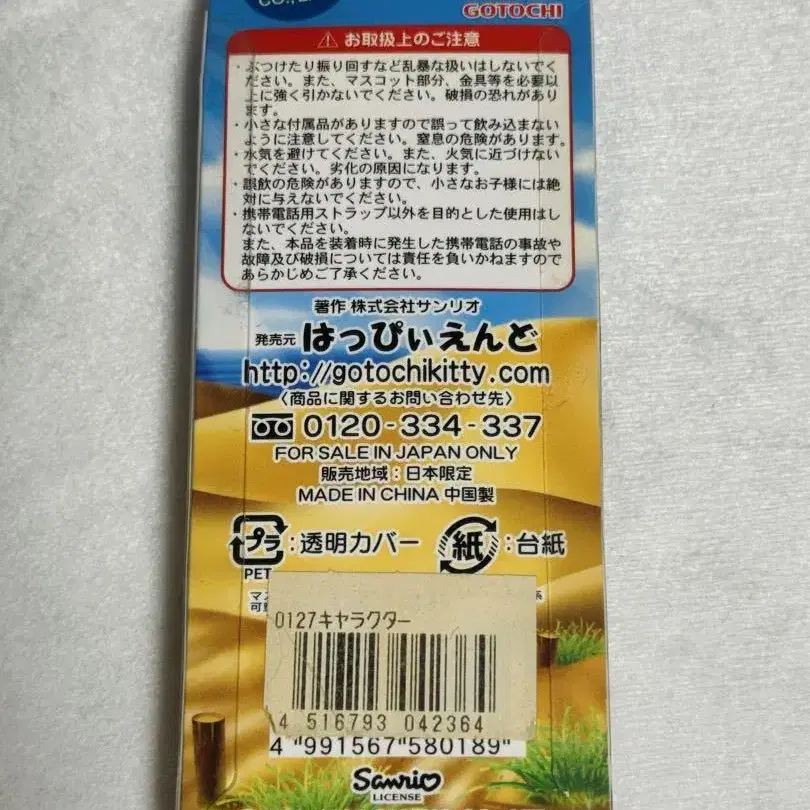 CO.,L
GOTOCHI
⚠ お取扱上のご注意
・ぶつけたり振り回すなど乱暴な扱いはしないでく
ださい。また、マスコット部分、金具等を必要以
上に強く引かないでください。破損の恐れがあり
ます。
・小さな付属品がありますので誤って飲み込まない
ように注意してください。窒息の危険があります。
・水気を避けてください。また、火気に近づけない
でください。劣化の原因になります。
・誤飲の危険がありますので、小さなお子様には絶
対に与えないでください。
・携帯電話用ストラップ以外を目的とした使用はし
ないでください。
また、本品を装着時に発生した携帯電話の事故や
故障及び破損については責任を負いかねますので
あらかじめご了承ください。
著作 株式会社サンリオ
発売元 はっぴぃえんど
http://gotochikitty.com
〈商品に関するお問い合わせ先〉
0120-334-337
FOR SALE IN JAPAN ONLY
販売地域：日本限定
MADE IN CHINA 中国製
プラ：透明カバー 紙：台紙
PET
0127キャラクター
4 516793 042364
4 "991567"580189"
Sanrio
LICENSE